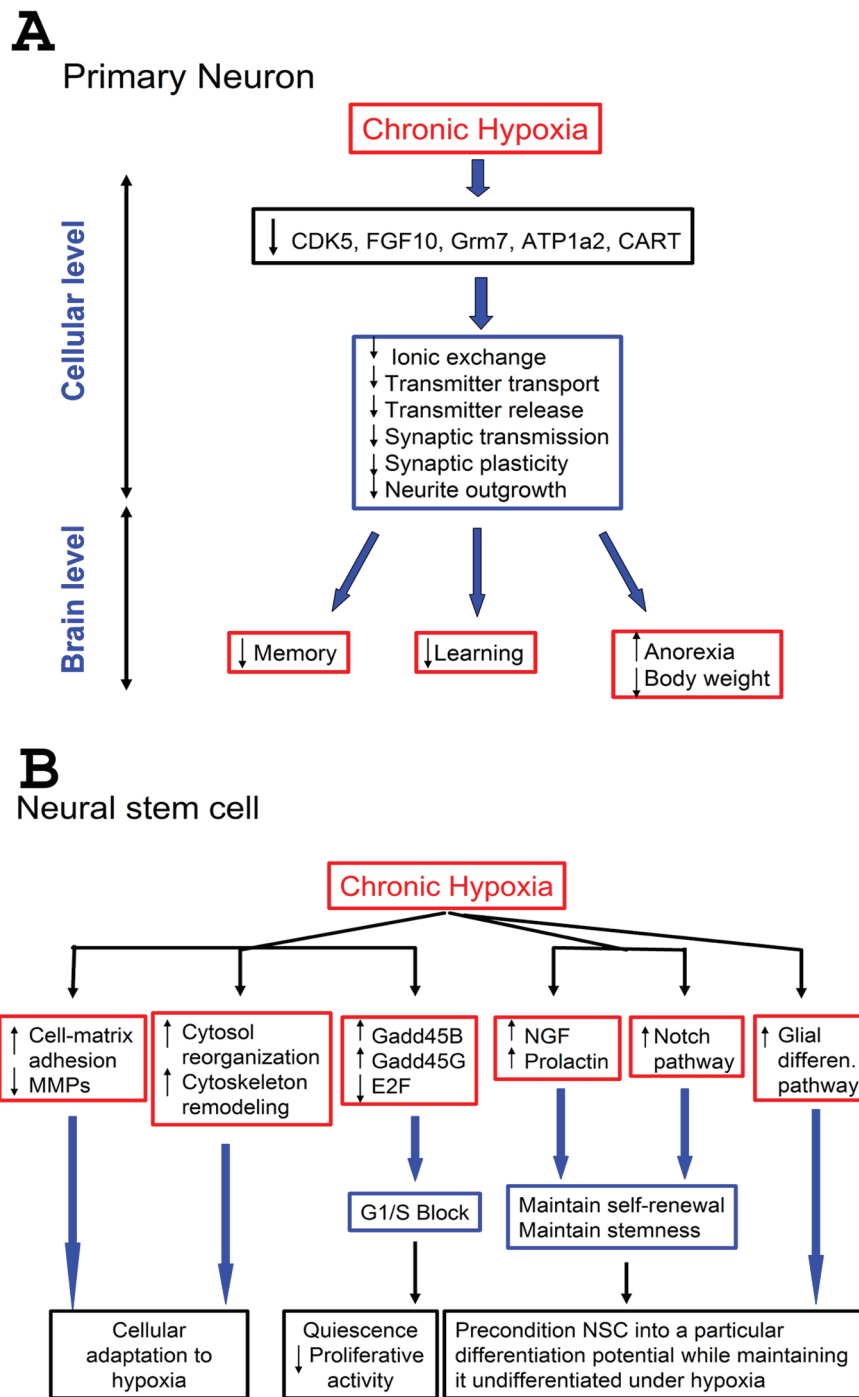 A
Primary Neuron
Chronic Hypoxia
Cellular level
↓ CDK5, FGF10, Grm7, ATP1a2, CART
↓ Ionic exchange
↓ Transmitter transport
↓ Transmitter release
↓ Synaptic transmission
↓ Synaptic plasticity
↓ Neurite outgrowth
Brain level
↓ Memory
↓ Learning
↑ Anorexia
↓ Body weight
B
Neural stem cell
Chronic Hypoxia
↑ Cell-matrix
adhesion
↓ MMPs
↑ Cytosol
reorganization
↑ Cytoskeleton
remodeling
↑ Gadd45B
↑ Gadd45G
↓ E2F
↑ NGF
↑ Prolactin
↑ Notch
pathway
↑ Glial
differen.
pathway
G1/S Block
Maintain self-renewal
Maintain stemness
Cellular
adaptation to
hypoxia
Quiescence
↓ Proliferative
activity
Precondition NSC into a particular
differentiation potential while maintaining
it undifferentiated under hypoxia